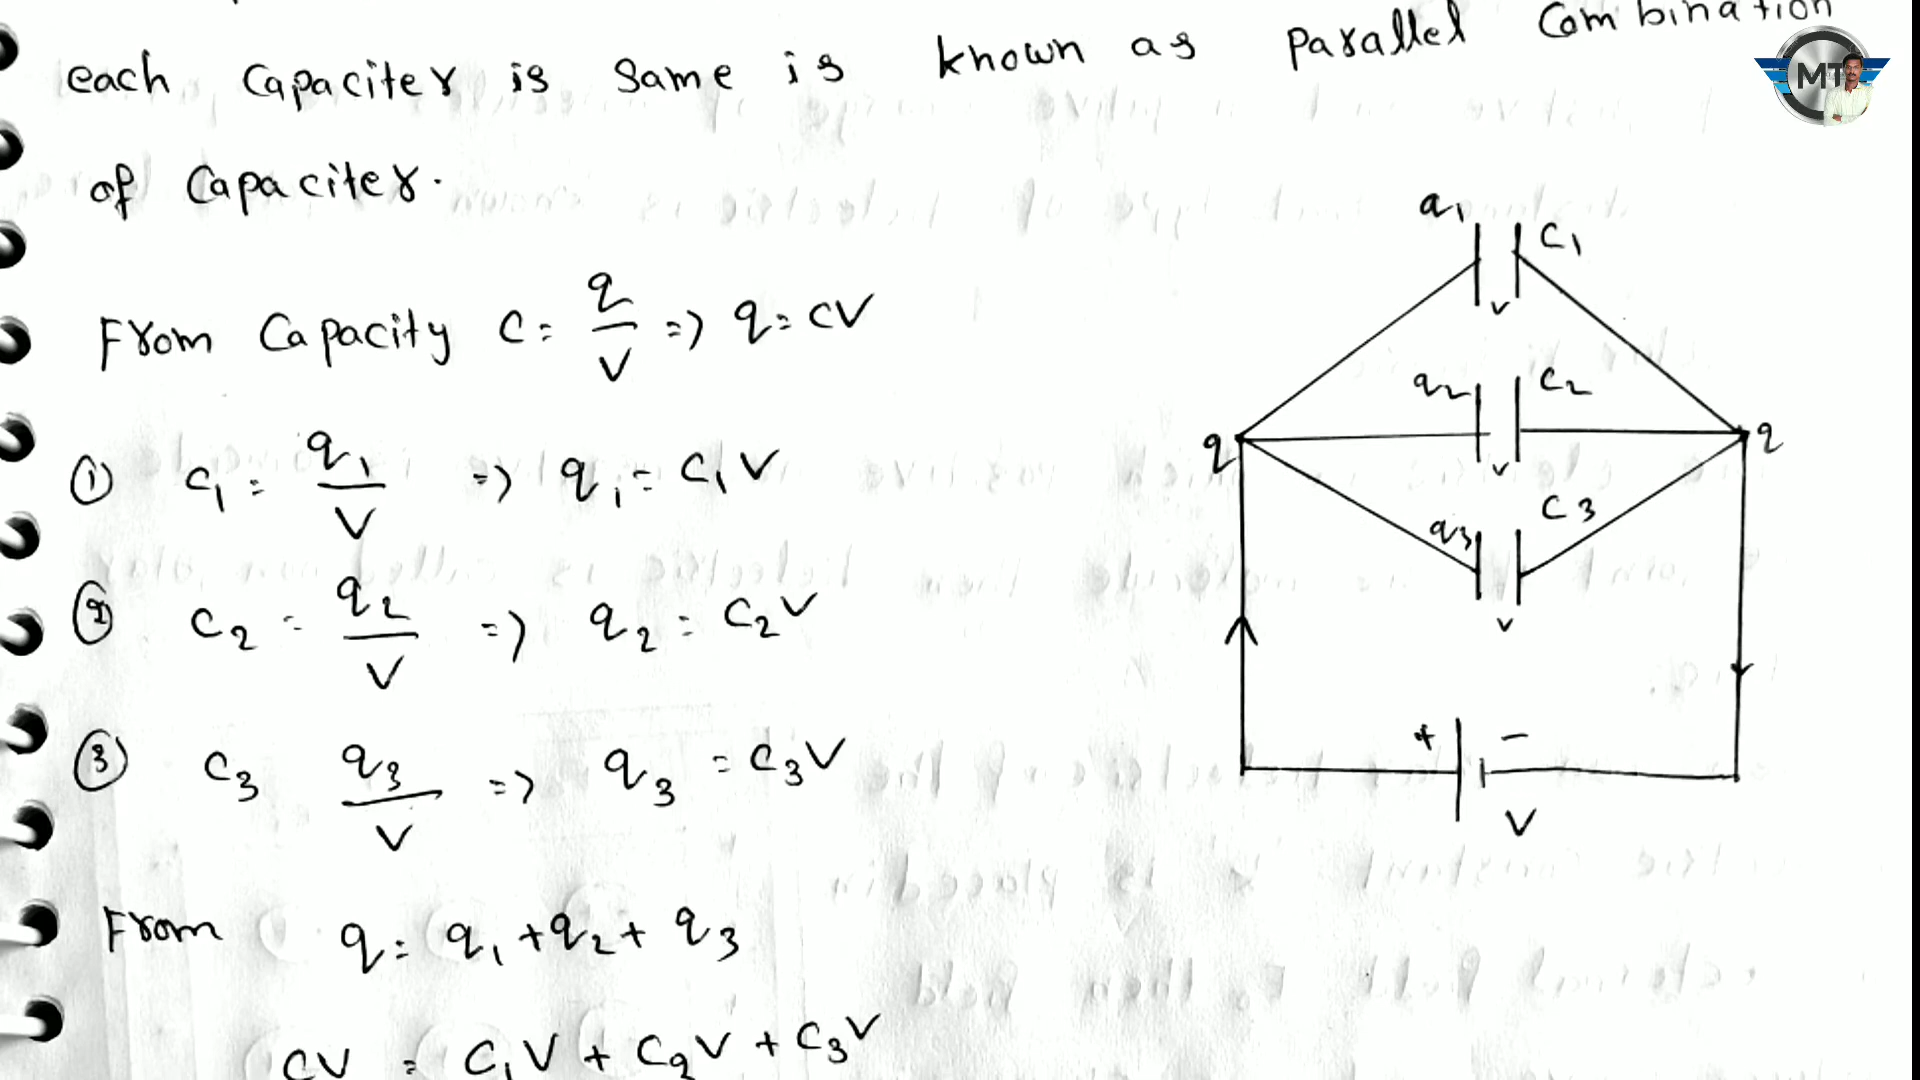 each Capaciter is Same is known as parallel Combination
of Capaciter.
From Capacity C = q/V => q = CV
① C1 = q1/V => q1 = C1V
② C2 = q2/V => q2 = C2V
③ C3 q3/V => q3 = C3V
From q = q1 + q2 + q3
CV = C1V + C2V + C3V
MT
q1 C1
V
q2 C2
V
q q
q3 C3
V
+ -
V